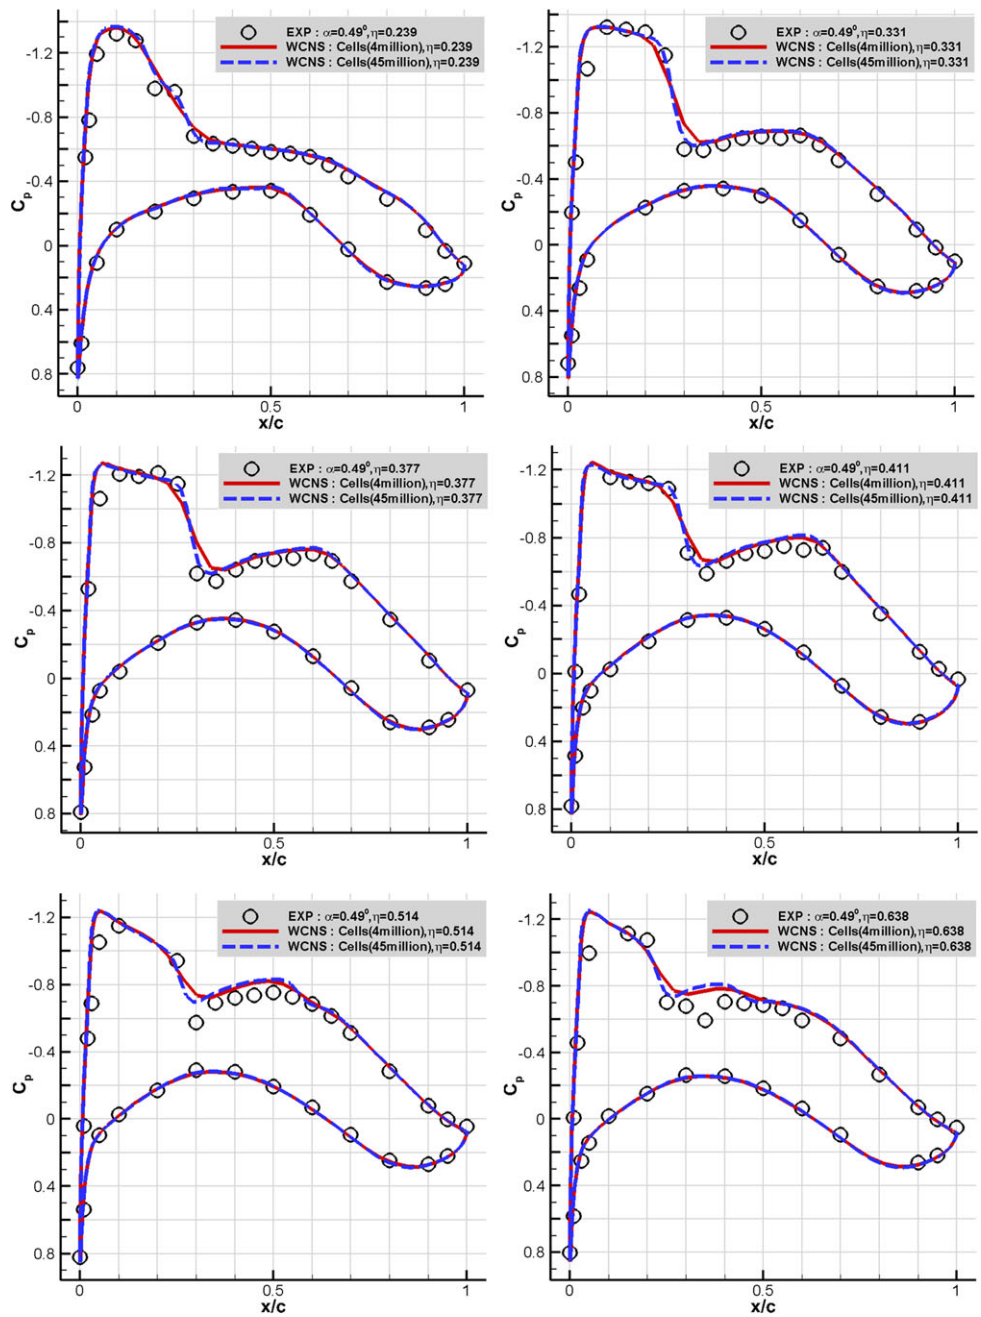 EXP : α=0.49⁰,η=0.239
WCNS : Cells(4million),η=0.239
WCNS : Cells(45million),η=0.239
-1.2
-0.8
-0.4
0
0.4
0.8
Cp
0
0.5
1
x/c
EXP : α=0.49⁰,η=0.331
WCNS : Cells(4million),η=0.331
WCNS : Cells(45million),η=0.331
-1.2
-0.8
-0.4
0
0.4
0.8
Cp
0
0.5
1
x/c
EXP : α=0.49⁰,η=0.377
WCNS : Cells(4million),η=0.377
WCNS : Cells(45million),η=0.377
-1.2
-0.8
-0.4
0
0.4
0.8
Cp
0
0.5
1
x/c
EXP : α=0.49⁰,η=0.411
WCNS : Cells(4million),η=0.411
WCNS : Cells(45million),η=0.411
-1.2
-0.8
-0.4
0
0.4
0.8
Cp
0
0.5
1
x/c
EXP : α=0.49⁰,η=0.514
WCNS : Cells(4million),η=0.514
WCNS : Cells(45million),η=0.514
-1.2
-0.8
-0.4
0
0.4
0.8
Cp
0
0.5
1
x/c
EXP : α=0.49⁰,η=0.638
WCNS : Cells(4million),η=0.638
WCNS : Cells(45million),η=0.638
-1.2
-0.8
-0.4
0
0.4
0.8
Cp
0
0.5
1
x/c